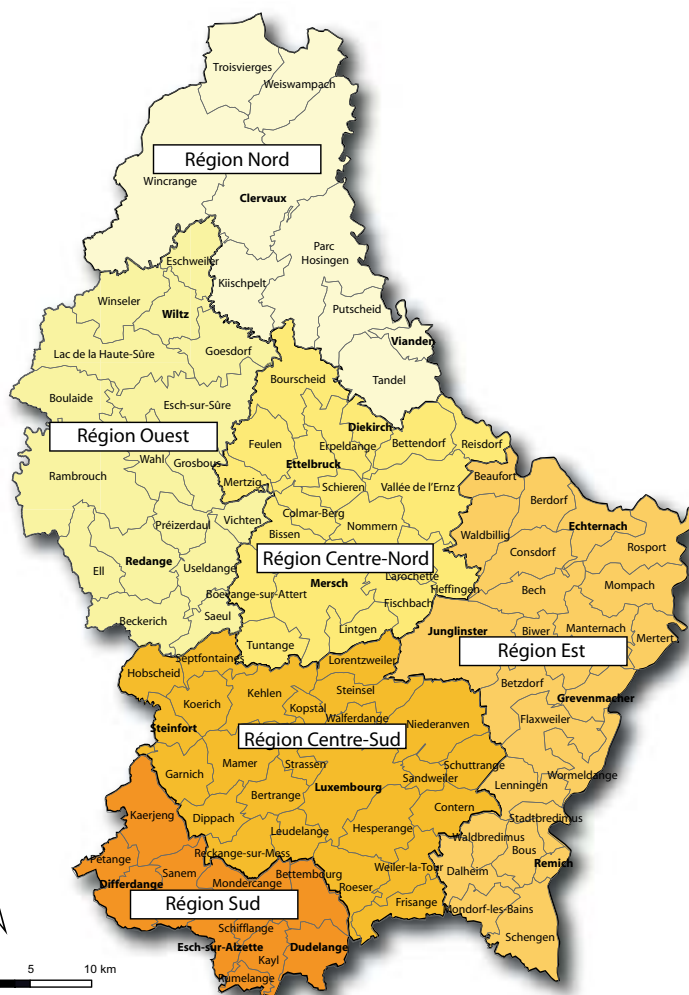 Troisvierges
Weiswampach
Région Nord
Wincrange
Clervaux
Parc
Hosingen
Eschweiler
Kiischpelt
Winseler
Wiltz
Putscheid
Vianden
Goesdorf
Lac de la Haute-Sûre
Tandel
Bourscheid
Boulaide
Esch-sur-Sûre
Diekirch
Région Ouest
Feulen
Erpeldange
Bettendorf
Reisdorf
Wahl
Grosbous
Ettelbruck
Rambrouch
Mertzig
Schieren
Vallée de l'Ernz
Beaufort
Berdorf
Colmar-Berg
Préizerdaul
Vichten
Nommern
Bissen
Waldbillig
Echternach
Consdorf
Rosport
Région Centre-Nord
Ell
Redange
Useldange
Mersch
Larochette
Heffingen
Bech
Mompach
Boevange-sur-Attert
Fischbach
Beckerich
Saeul
Lintgen
Junglinster
Biwer
Manternach
Mertert
Tuntange
Région Est
Septfontaines
Lorentzweiler
Hobscheid
Betzdorf
Kehlen
Steinsel
Grevenmacher
Koerich
Kopstal
Walferdange
Niederanven
Flaxweiler
Steinfort
Région Centre-Sud
Mamer
Strassen
Schuttrange
Garnich
Sandweiler
Wormeldange
Bertrange
Luxembourg
Lenningen
Contern
Kaerjeng
Dippach
Stadtbredimus
Leudelange
Hesperange
Waldbredimus
Bous
Reckange-sur-Mess
Remich
Pétange
Weiler-la-Tour
Dalheim
Sanem
Bettembourg
Differdange
Mondercange
Roeser
Frisange
Mondorf-les-Bains
Région Sud
Schifflange
Schengen
Esch-sur-Alzette
Dudelange
Kayl
Rumelange
5
10 km